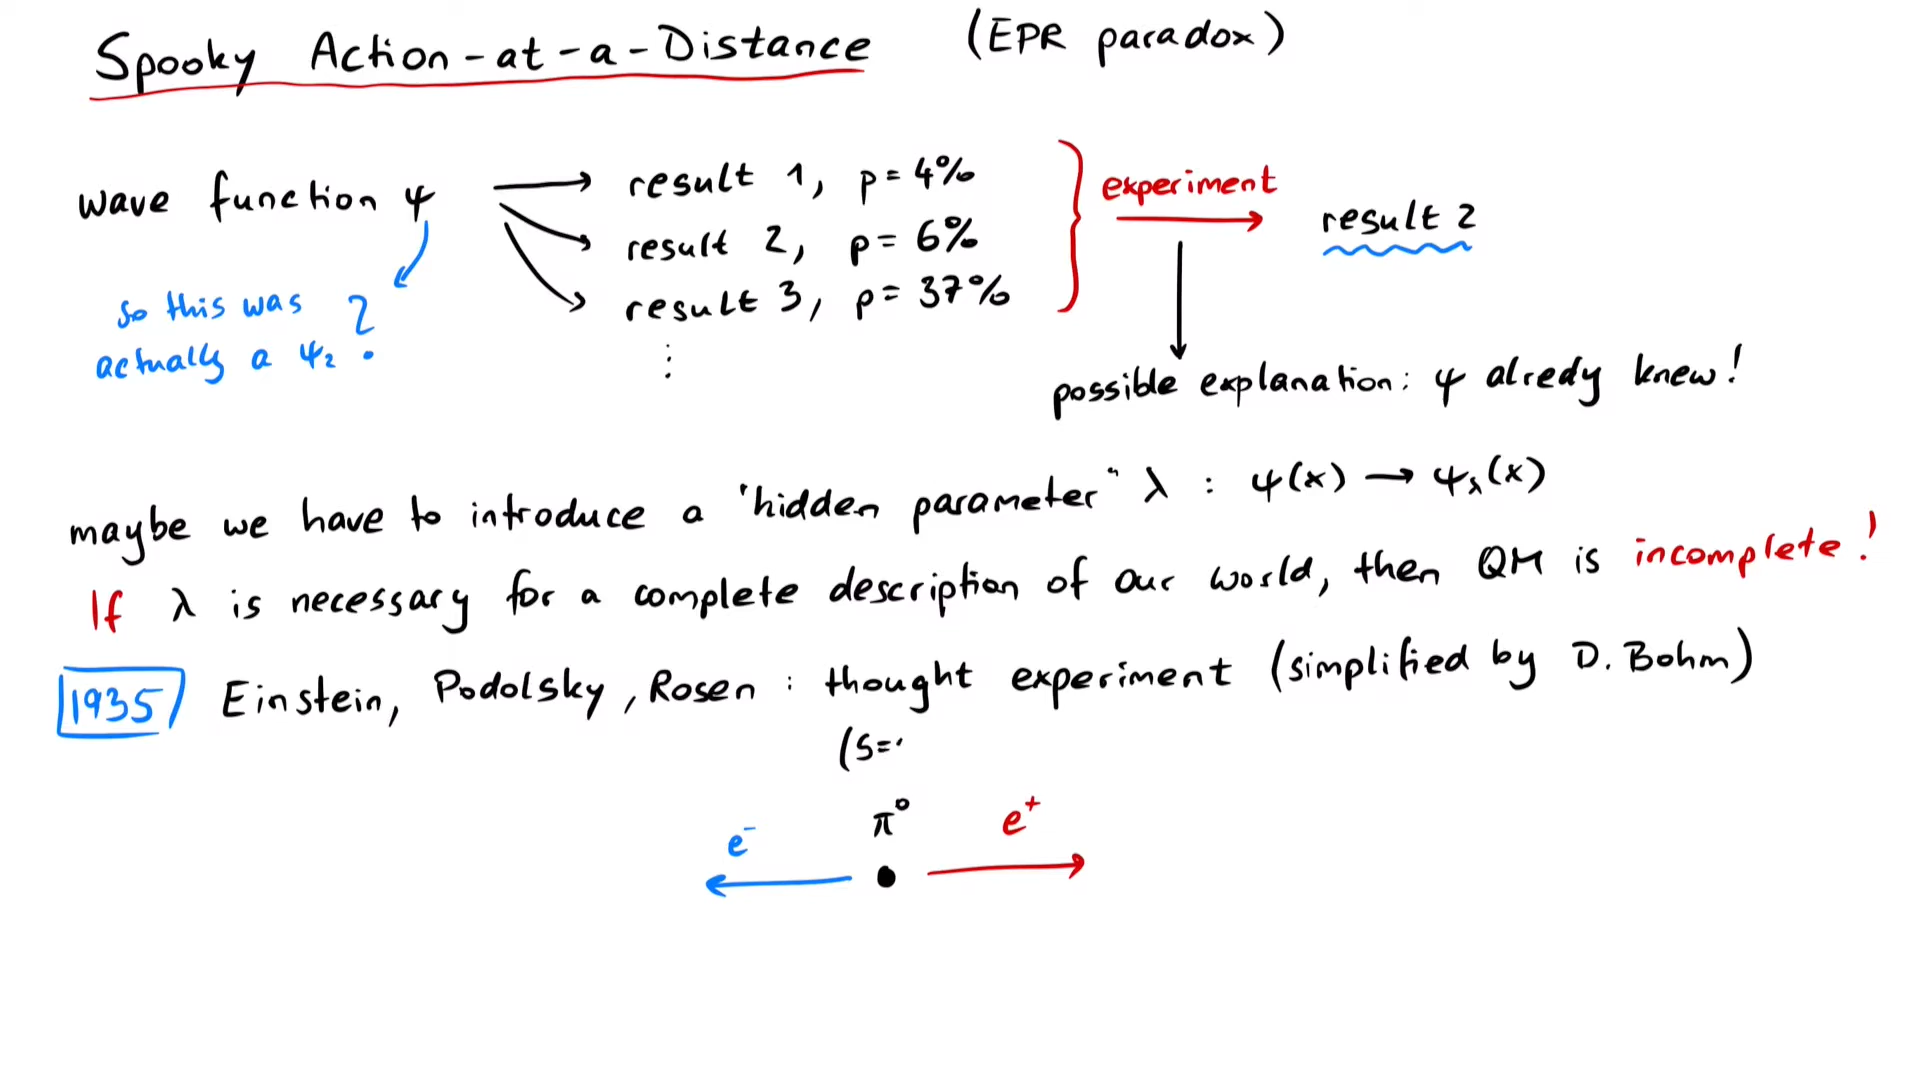 Spooky Action-at-a-Distance (EPR paradox)
wave function ψ
result 1, p=4%
result 2, p=6%
result 3, p=37%
⋮
experiment
result 2
so this was
actually a ψ₂ ?
possible explanation: ψ alredy knew!
maybe we have to introduce a "hidden parameter" λ : ψ(x) → ψ_λ(x)
If λ is necessary for a complete description of our world, then QM is incomplete!
1935 Einstein, Podolsky, Rosen : thought experiment (simplified by D. Bohm)
(S=
π⁰
e⁻
e⁺